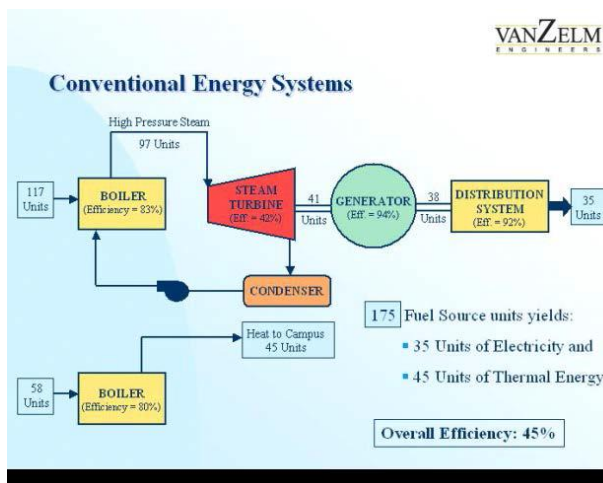 VANZELM
ENGINEERS
Conventional Energy Systems
High Pressure Steam
97 Units
117
Units
BOILER
(Efficiency = 83%)
STEAM
TURBINE
(Eff. = 42%)
41
Units
GENERATOR
(Eff. = 94%)
38
Units
DISTRIBUTION
SYSTEM
(Eff. = 92%)
35
Units
CONDENSER
Heat to Campus
45 Units
58
Units
BOILER
(Efficiency = 80%)
175 Fuel Source units yields:
▪ 35 Units of Electricity and
▪ 45 Units of Thermal Energy
Overall Efficiency: 45%